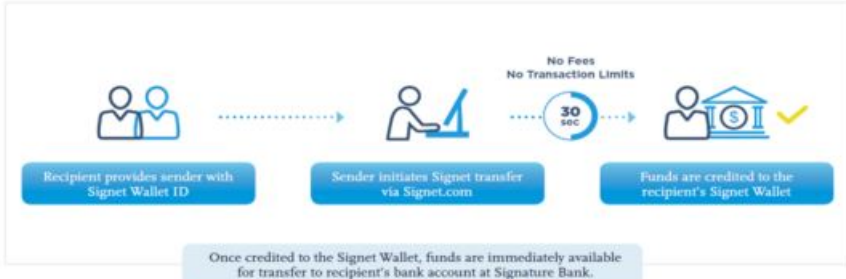 No Fees
No Transaction Limits
30
sec
$
Recipient provides sender with
Signet Wallet ID
Sender initiates Signet transfer
via Signet.com
Funds are credited to the
recipient's Signet Wallet
Once credited to the Signet Wallet, funds are immediately available
for transfer to recipient's bank account at Signature Bank.